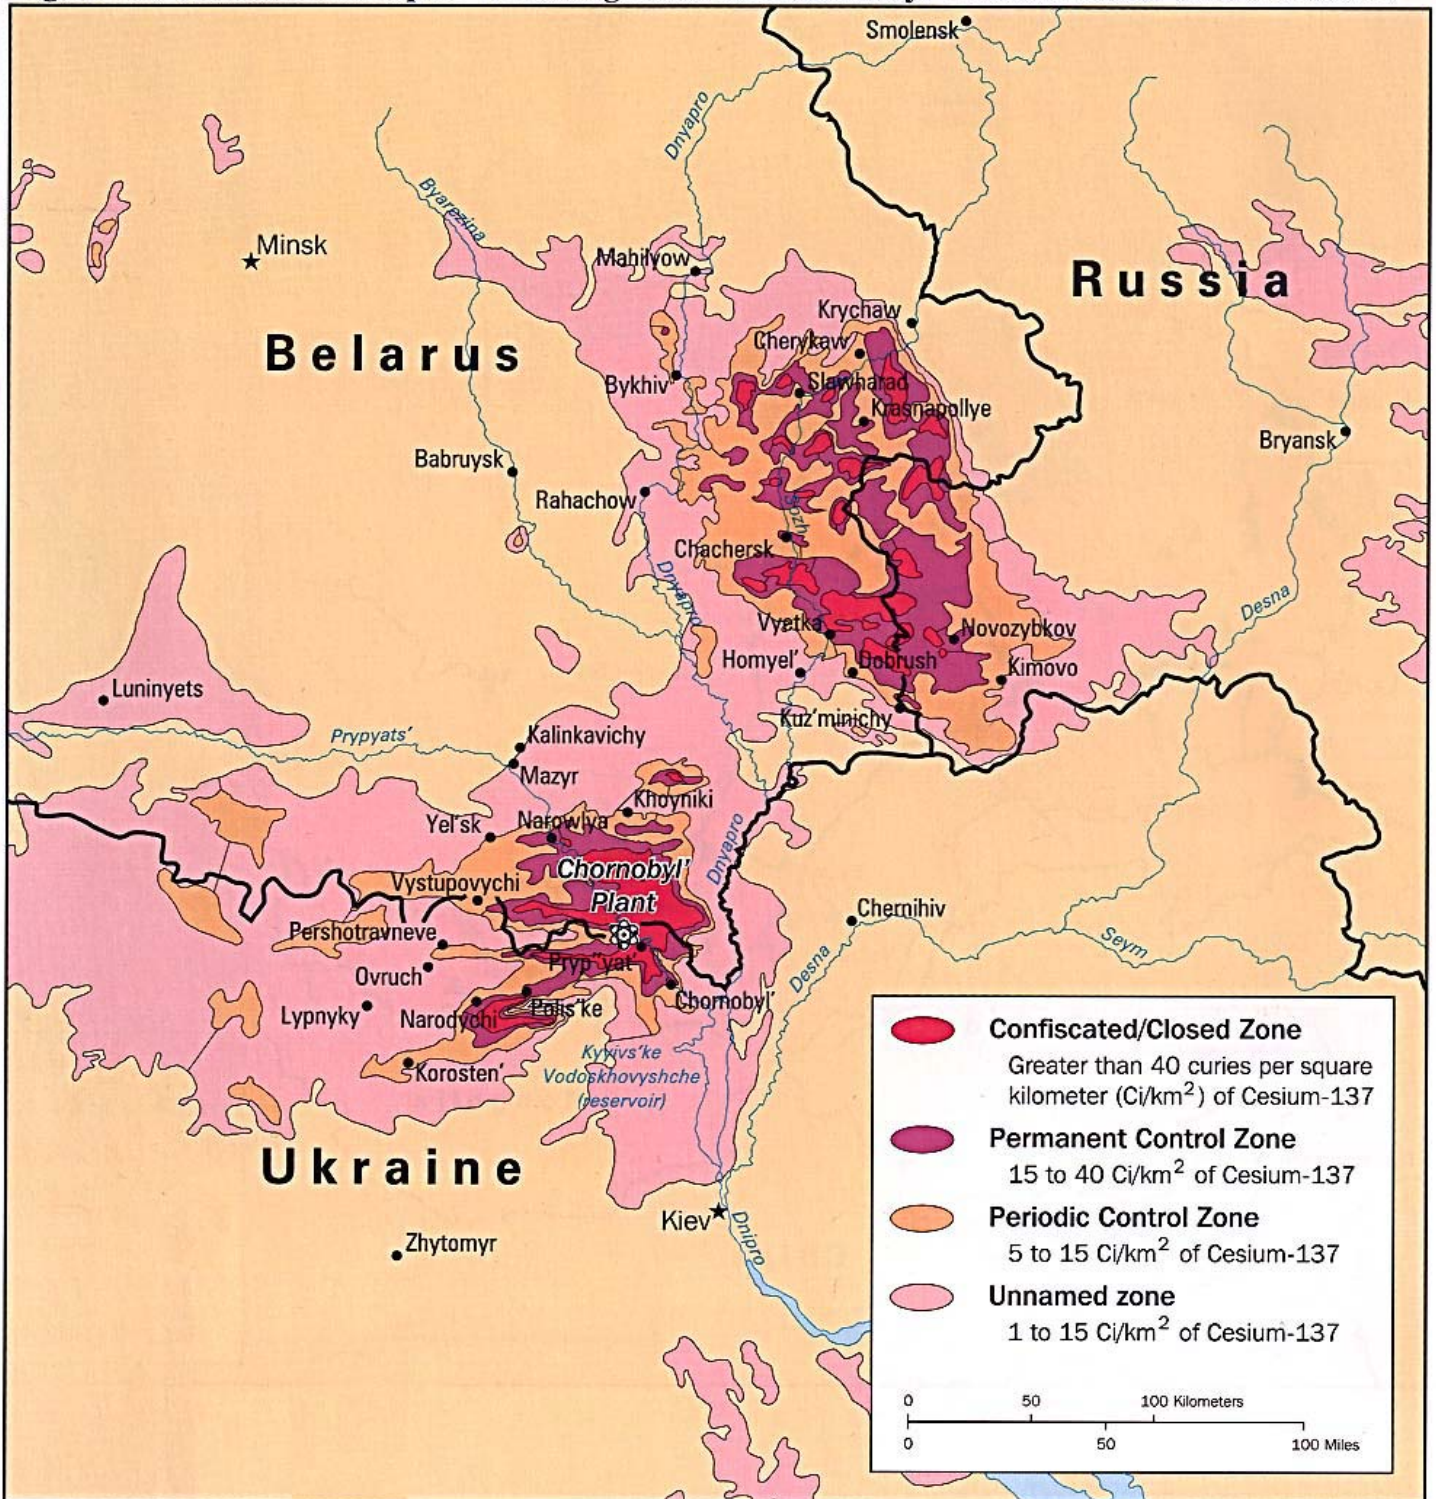 Smolensk
Dnyapro
Byarezina
Minsk
Mahilyow
Russia
Krychaw
Belarus
Cherykaw
Bykhiv
Slawharad
Krasnapollye
Bryansk
Babruysk
Rahachow
Sozh
Chachersk
Dnyapro
Desna
Vyetka
Novozybkov
Homyel'
Dobrush
Kimovo
Luninyets
Kuz'minichy
Prypyats'
Kalinkavichy
Mazyr
Khoyniki
Yel'sk
Narowlya
Dnyapro
Chornobyl'
Plant
Vystupovychi
Chernihiv
Pershotravneve
Seym
Pryp"yat'
Desna
Ovruch
Chornobyl'
Lypnyky
Narodychi
Polis'ke
Kyyivs'ke
Vodoskhovyshche
(reservoir)
Korosten'
Ukraine
Kiev
Dnipro
Zhytomyr
Confiscated/Closed Zone
Greater than 40 curies per square
kilometer (Ci/km²) of Cesium-137
Permanent Control Zone
15 to 40 Ci/km² of Cesium-137
Periodic Control Zone
5 to 15 Ci/km² of Cesium-137
Unnamed zone
1 to 15 Ci/km² of Cesium-137
0 50 100 Kilometers
0 50 100 Miles